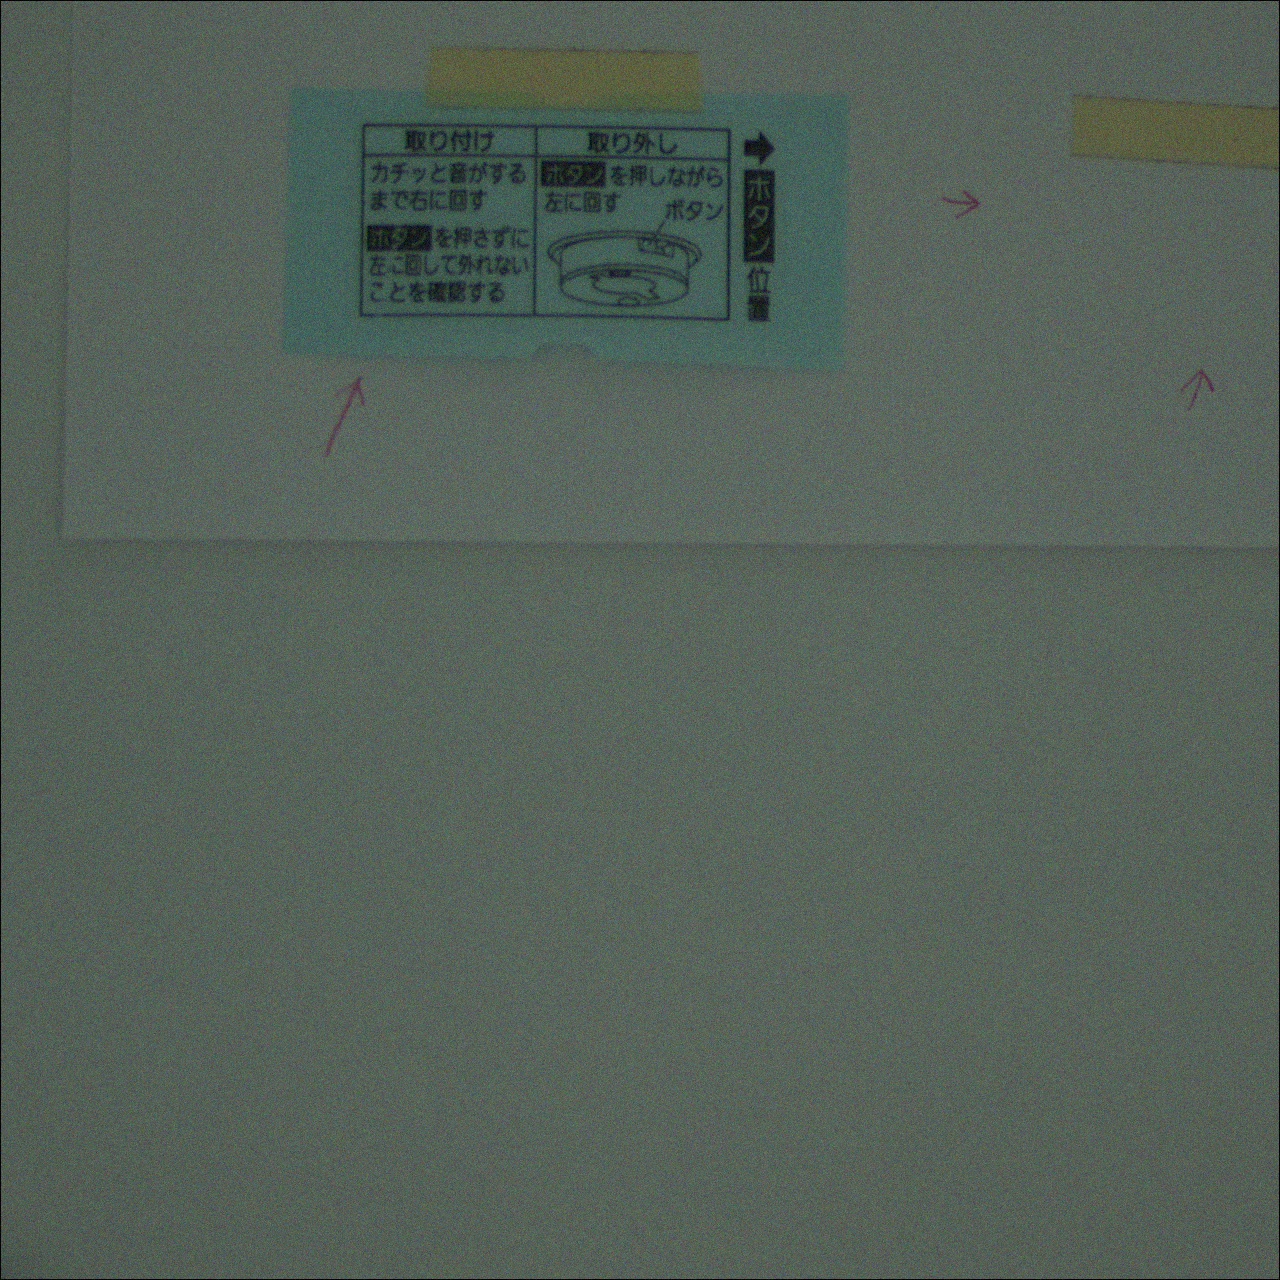 取り付け
カチッと音がする
まで右に回す
ボタンを押さずに
左に回して外れない
ことを確認する
取り外し
ボタンを押しながら
左に回す
ボタン
➡ボタン位置